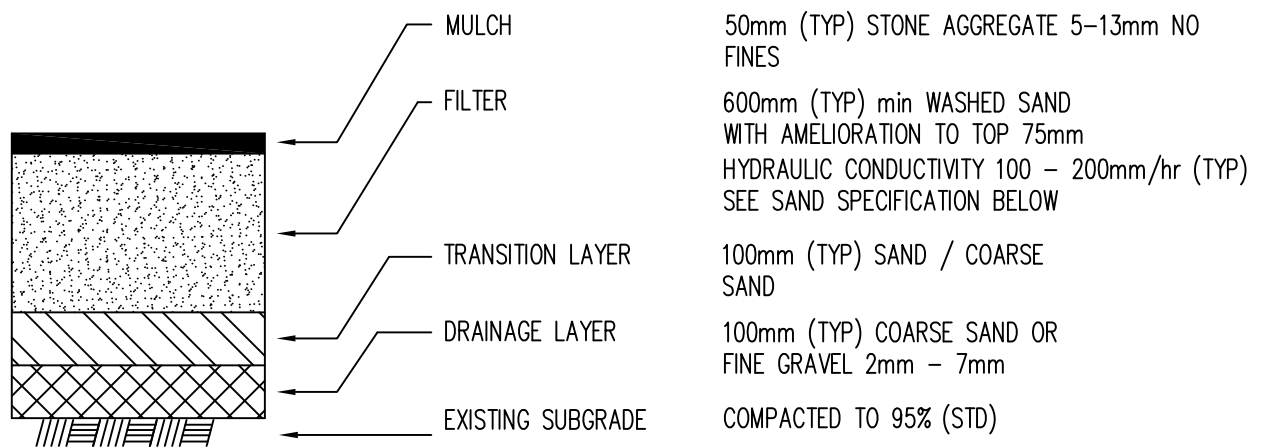 MULCH
50mm (TYP) STONE AGGREGATE 5–13mm NO
FINES
FILTER
600mm (TYP) min WASHED SAND
WITH AMELIORATION TO TOP 75mm
HYDRAULIC CONDUCTIVITY 100 – 200mm/hr (TYP)
SEE SAND SPECIFICATION BELOW
TRANSITION LAYER
100mm (TYP) SAND / COARSE
SAND
DRAINAGE LAYER
100mm (TYP) COARSE SAND OR
FINE GRAVEL 2mm – 7mm
EXISTING SUBGRADE
COMPACTED TO 95% (STD)